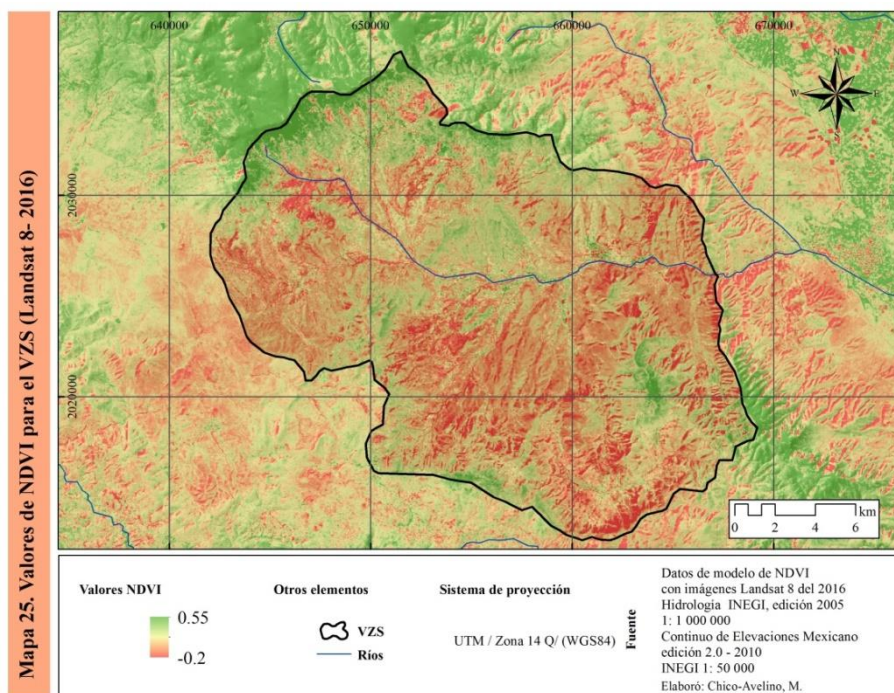 Mapa 25. Valores de NDVI para el VZS (Landsat 8- 2016)
640000
650000
660000
670000
2030000
2020000
N
W
E
S
km
0 2 4 6
Valores NDVI
0.55
-0.2
Otros elementos
VZS
Ríos
Sistema de proyección
UTM / Zona 14 Q/ (WGS84)
Fuente
Datos de modelo de NDVI
con imágenes Landsat 8 del 2016
Hidrología INEGI, edición 2005
1: 1 000 000
Continuo de Elevaciones Mexicano
edición 2.0 - 2010
INEGI 1: 50 000
Elaboró: Chico-Avelino, M.